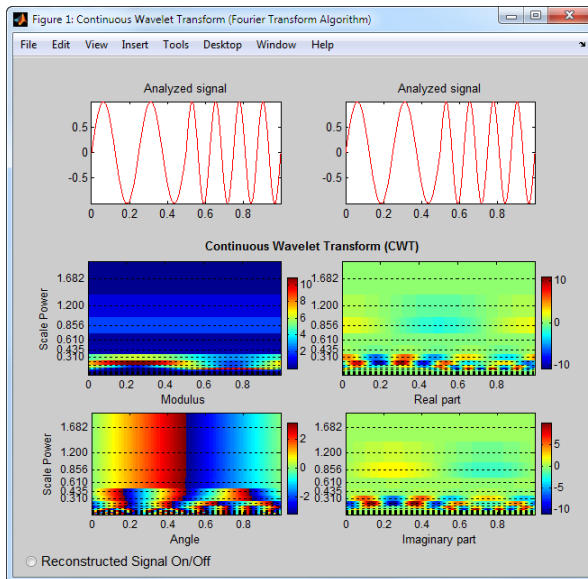 Figure 1: Continuous Wavelet Transform (Fourier Transform Algorithm)
File Edit View Insert Tools Desktop Window Help
Analyzed signal Analyzed signal
0.5 0.5
0 0
-0.5 -0.5
0 0.2 0.4 0.6 0.8 0 0.2 0.4 0.6 0.8
Continuous Wavelet Transform (CWT)
Scale Power
1.682
1.200
0.856
0.610
0.435
0.310
0 0.2 0.4 0.6 0.8
Modulus
10
8
6
4
2
0
1.682
1.200
0.856
0.610
0.435
0.310
0 0.2 0.4 0.6 0.8
Real part
10
0
-10
Scale Power
1.682
1.200
0.856
0.610
0.435
0.310
0 0.2 0.4 0.6 0.8
Angle
2
0
-2
1.682
1.200
0.856
0.610
0.435
0.310
0 0.2 0.4 0.6 0.8
Imaginary part
10
5
0
-5
-10
Reconstructed Signal On/Off